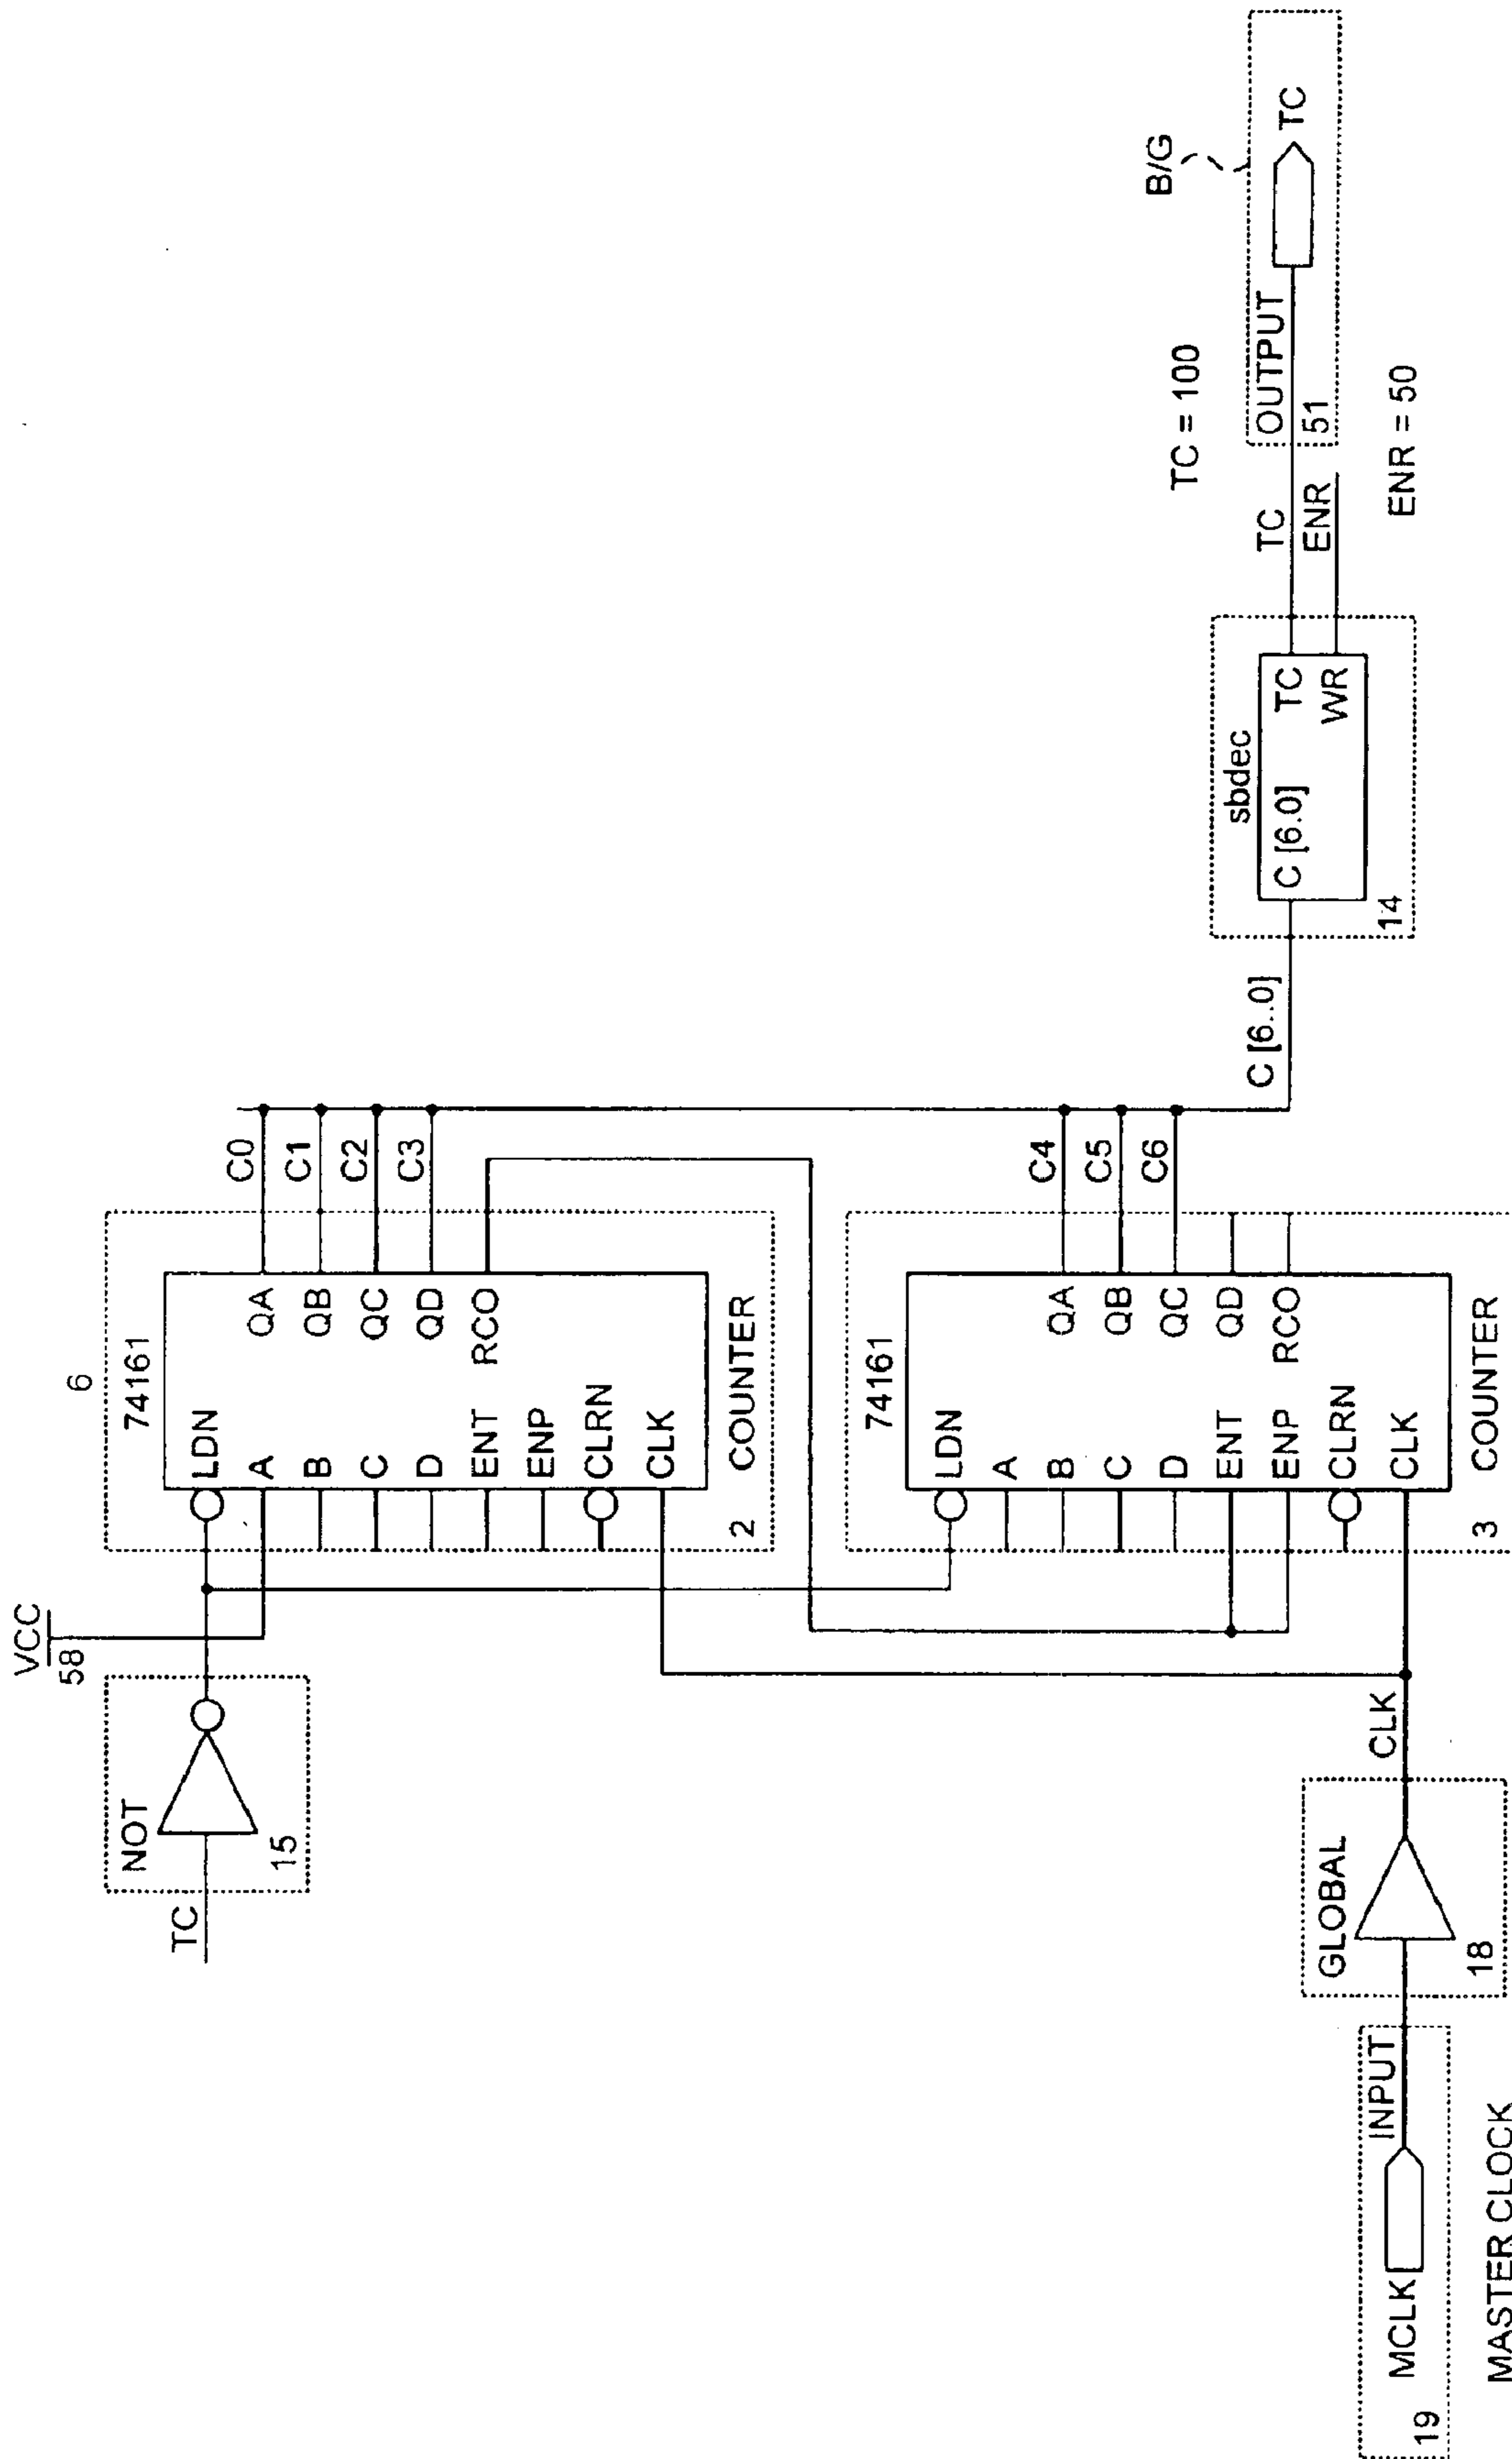 VCC
58
TC
NOT
15
6
74161
LDN
A
B
C
D
ENT
ENP
CLRN
CLK
QA
QB
QC
QD
RCO
2 COUNTER
C0
C1
C2
C3
74161
LDN
A
B
C
D
ENT
ENP
CLRN
CLK
QA
QB
QC
QD
RCO
3 COUNTER
C4
C5
C6
19
MCLK
INPUT
MASTER CLOCK
GLOBAL
18
CLK
C [6..0]
sbdec
C [6.0]
TC
WR
14
TC
ENR
TC = 100
ENR = 50
OUTPUT
51
TC
B/G